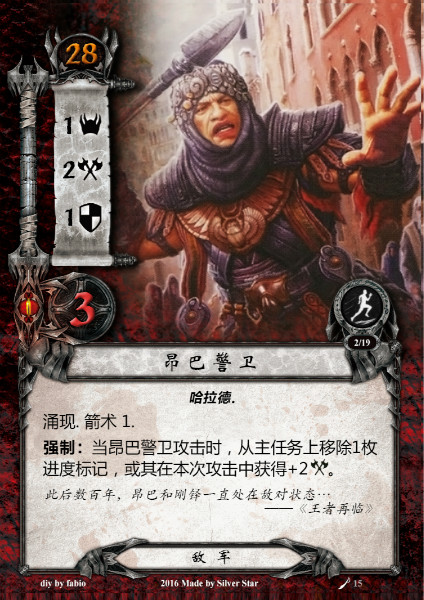 28
1
2
1
3
2/19
昂巴警卫
哈拉德.
涌现. 箭术 1.
强制：当昂巴警卫攻击时，从主任务上移除1枚
进度标记，或其在本次攻击中获得+2。
此后数百年，昂巴和刚铎一直处在敌对状态…
——《王者再临》
敌军
diy by fabio
2016 Made by Silver Star
15